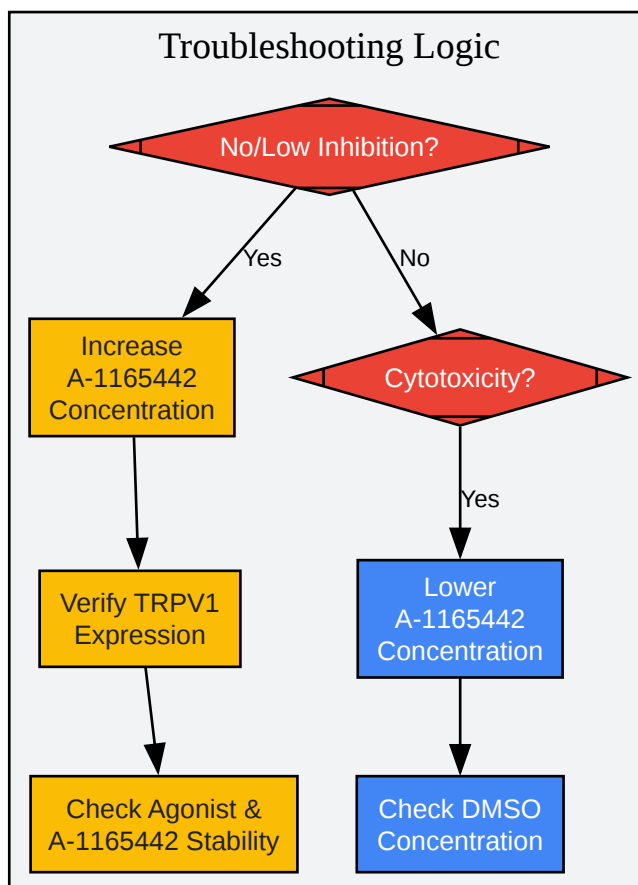 Troubleshooting Logic
No/Low Inhibition?
Yes
No
Increase
A-1165442
Concentration
Cytotoxicity?
Yes
Verify TRPV1
Expression
Lower
A-1165442
Concentration
Check Agonist &
A-1165442 Stability
Check DMSO
Concentration